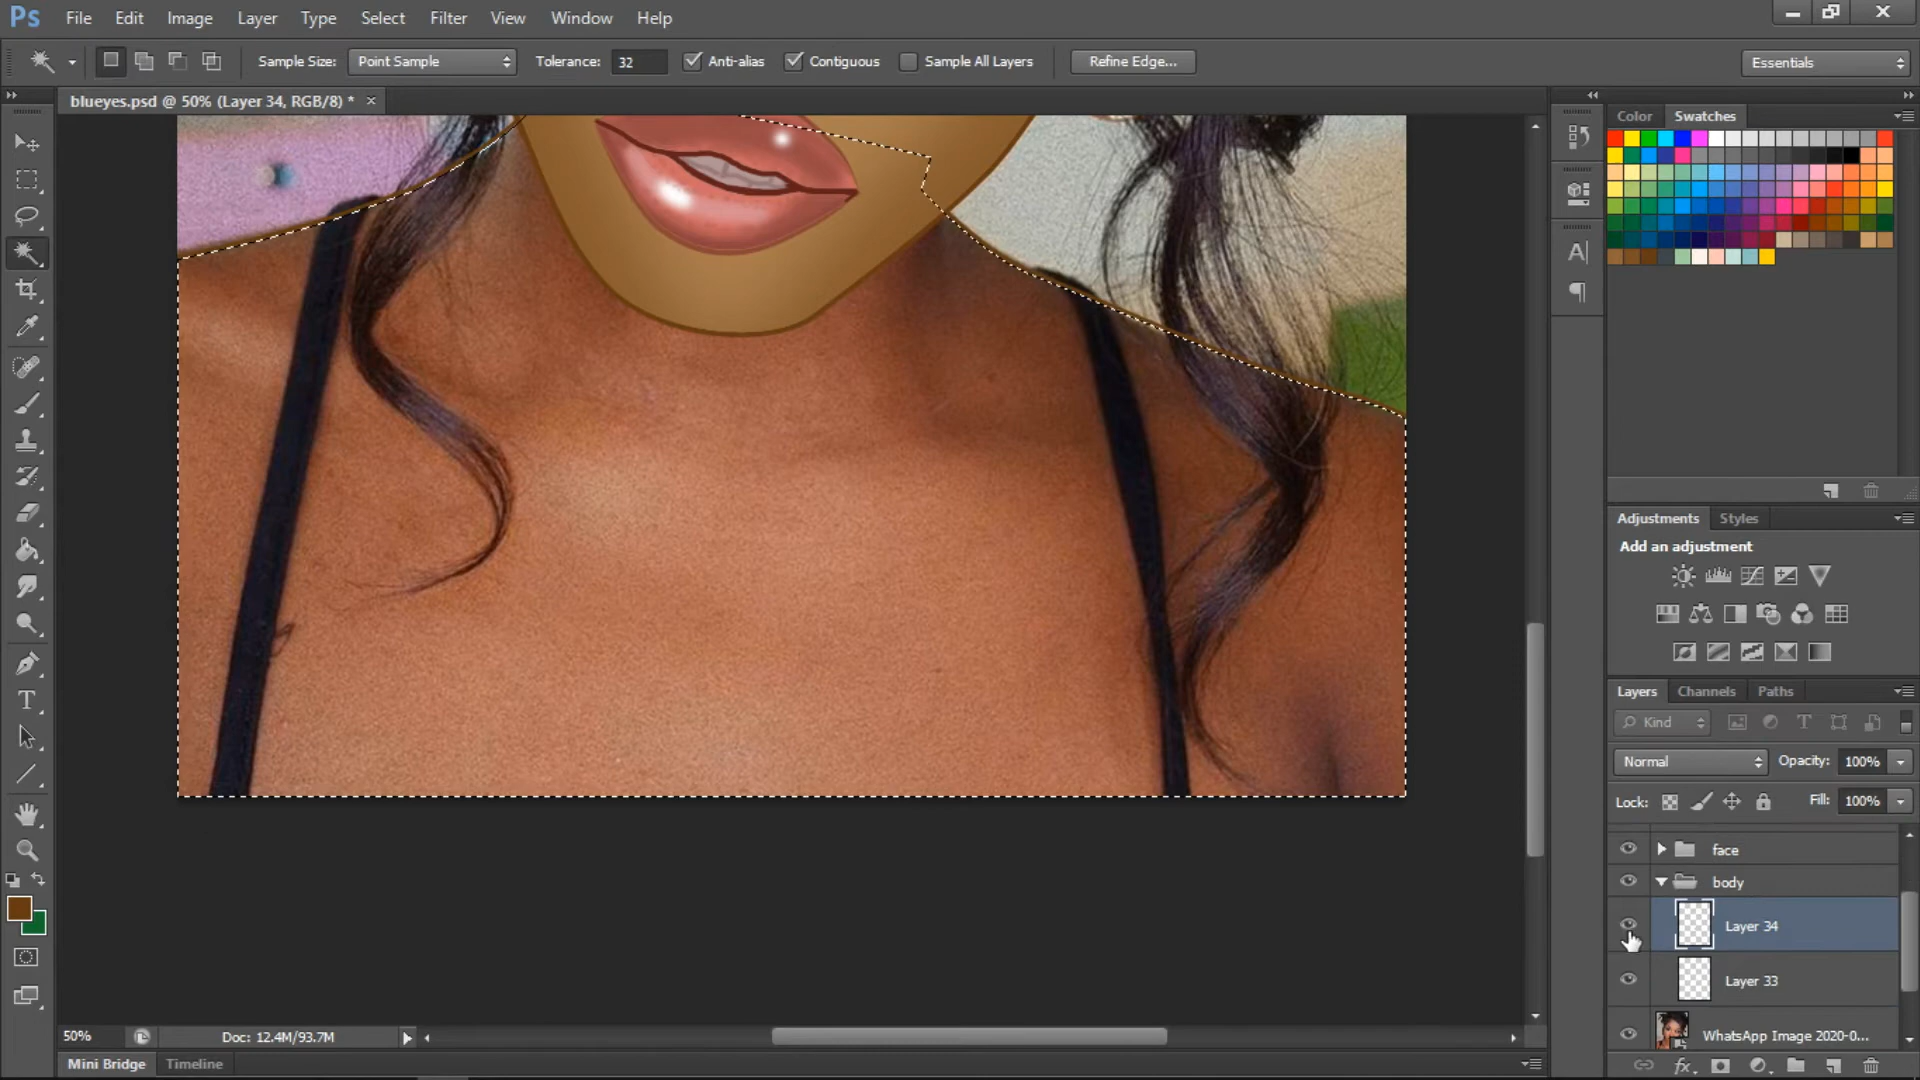 Ps File Edit Image Layer Type Select Filter View Window Help
Sample Size: Point Sample Tolerance: 32 Anti-alias Contiguous Sample All Layers Refine Edge... Essentials
blueyes.psd @ 50% (Layer 34, RGB/8) *
Color Swatches
Adjustments Styles
Add an adjustment
Layers Channels Paths
Kind
Normal Opacity: 100%
Lock: Fill: 100%
face
body
Layer 34
Layer 33
WhatsApp Image 2020-0...
50% Doc: 12.4M/93.7M
Mini Bridge Timeline